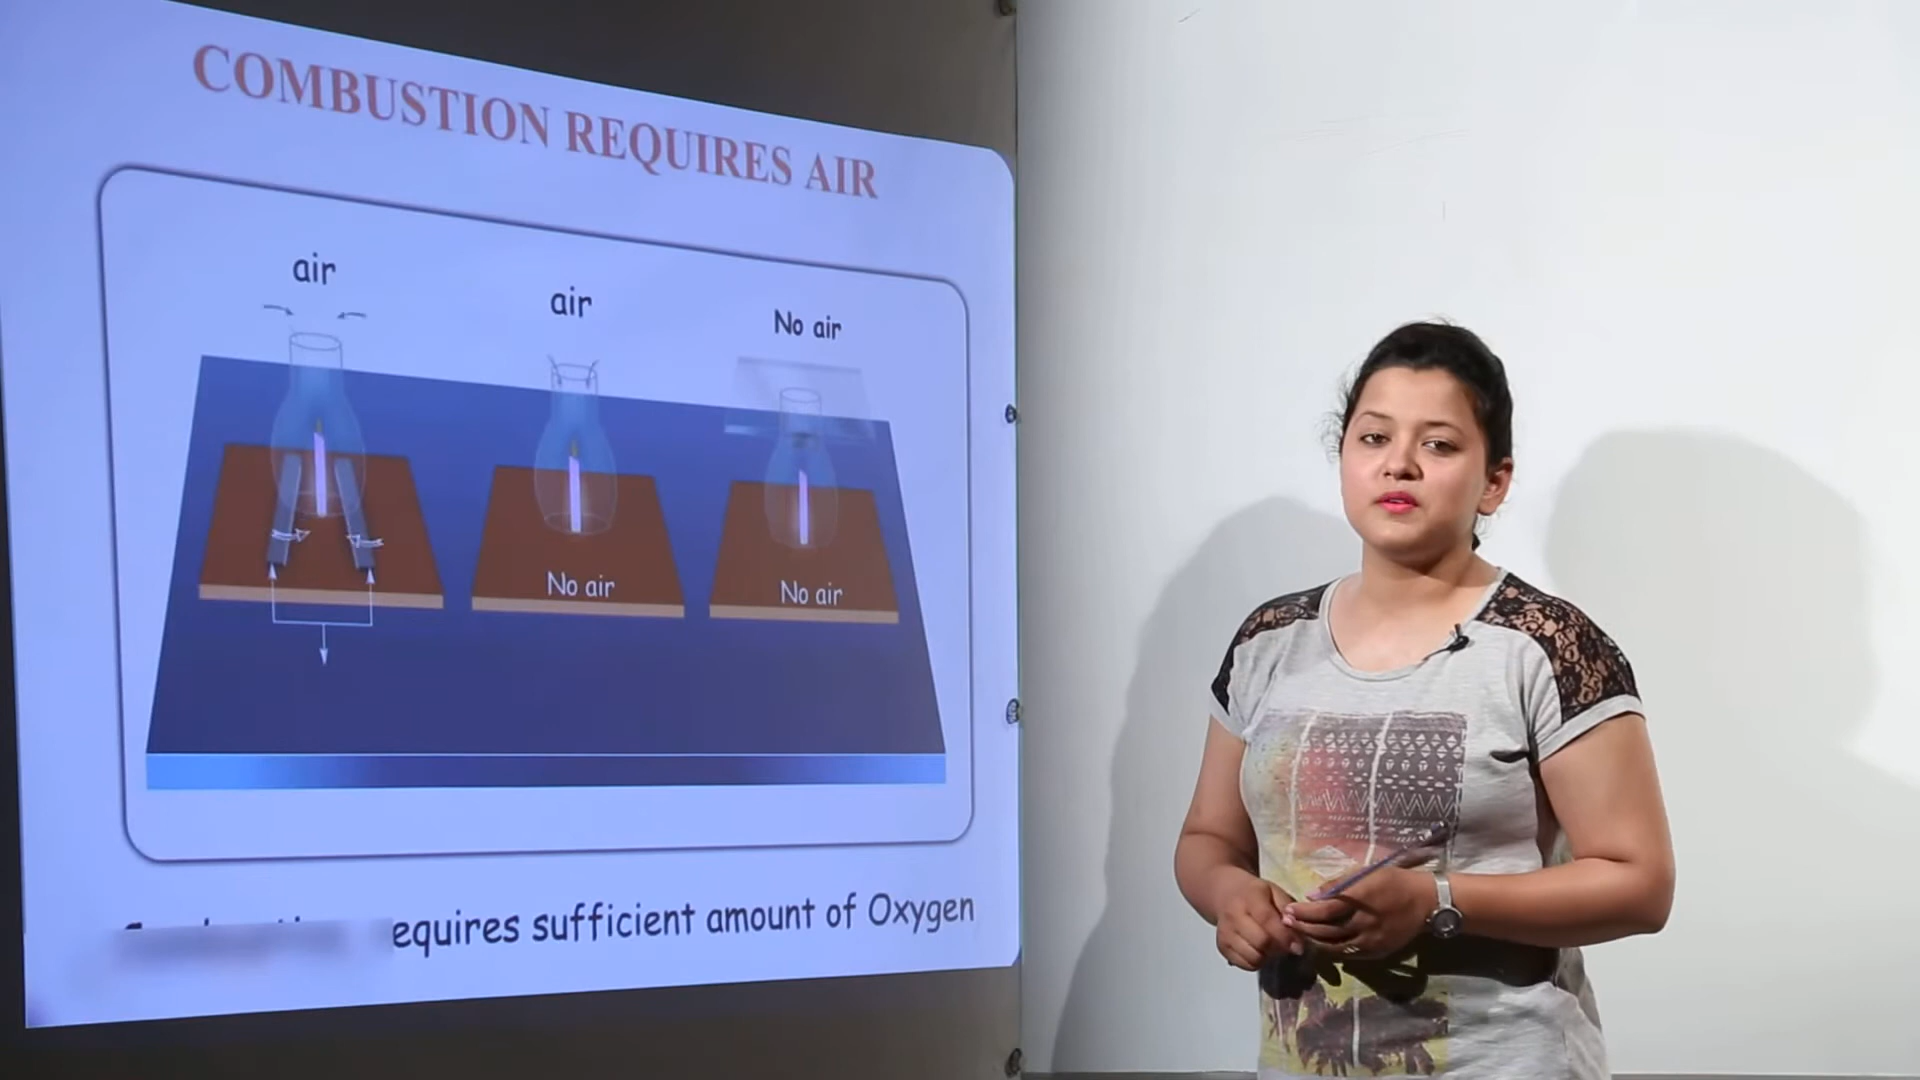 COMBUSTION REQUIRES AIR
air
air
No air
No air
No air
equires sufficient amount of Oxygen